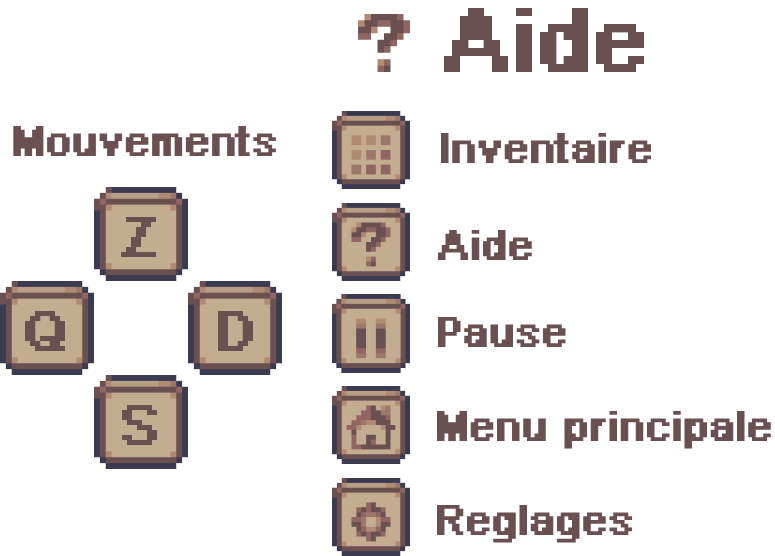 ? Aide
Mouvements
Z
Q D
S
Inventaire
? Aide
Pause
Menu principale
Reglages